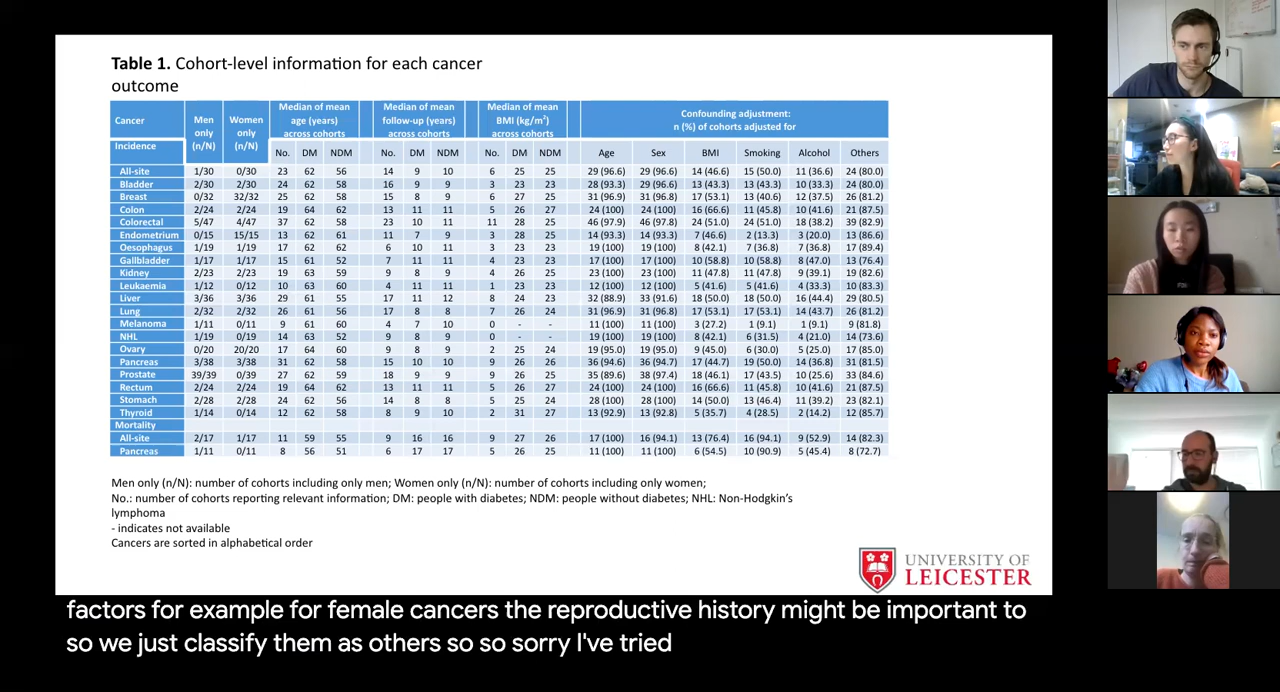 Table 1. Cohort-level information for each cancer
outcome
Cancer Men only (n/N) Women only (n/N) Median of mean age (years) across cohorts Median of mean follow-up (years) across cohorts Median of mean BMI (kg/m²) across cohorts Confounding adjustment: n (%) of cohorts adjusted for
Incidence No. DM NDM No. DM NDM No. DM NDM Age Sex BMI Smoking Alcohol Others
All-site 1/30 0/30 23 62 56 14 9 10 6 25 25 29 (96.6) 29 (96.6) 14 (46.6) 15 (50.0) 11 (36.6) 24 (80.0)
Bladder 2/30 2/30 24 62 56 16 9 9 3 23 23 28 (93.3) 29 (96.6) 13 (43.3) 13 (43.3) 10 (33.3) 24 (80.0)
Breast 0/32 32/32 27 62 58 15 8 9 6 27 25 31 (96.9) 31 (96.8) 17 (53.1) 13 (40.6) 12 (37.5) 26 (81.2)
Colon 2/24 2/24 19 64 62 13 11 11 5 26 27 24 (100) 24 (100) 16 (66.6) 11 (45.8) 10 (41.6) 21 (87.5)
Colorectal 5/47 4/47 37 62 58 23 10 11 11 28 25 46 (97.9) 46 (97.8) 24 (51.0) 24 (51.0) 18 (38.2) 39 (82.9)
Endometrium 0/15 15/15 13 62 61 11 7 9 3 28 25 14 (93.3) 14 (93.3) 7 (46.6) 2 (13.3) 3 (20.0) 13 (86.6)
Oesophagus 1/19 1/19 17 62 62 6 10 11 3 23 23 19 (100) 19 (100) 8 (42.1) 7 (36.8) 7 (36.8) 17 (89.4)
Gallbladder 1/17 1/17 15 61 52 7 11 11 4 23 23 17 (100) 17 (100) 10 (58.8) 10 (58.8) 8 (47.0) 13 (76.4)
Kidney 2/23 2/23 19 63 59 9 8 9 4 26 25 23 (100) 23 (100) 11 (47.8) 11 (47.8) 9 (39.1) 19 (82.6)
Leukaemia 1/12 0/12 10 63 60 4 11 11 1 23 23 12 (100) 12 (100) 5 (41.6) 5 (41.6) 4 (33.3) 10 (83.3)
Liver 3/36 3/36 29 61 55 17 11 12 8 24 23 32 (88.9) 33 (91.6) 18 (50.0) 18 (50.0) 16 (44.4) 29 (80.5)
Lung 2/32 2/32 26 61 56 17 8 8 7 26 24 31 (96.9) 31 (96.8) 17 (53.1) 17 (53.1) 14 (43.7) 26 (81.2)
Melanoma 1/11 0/11 9 61 60 4 7 10 0 - - 11 (100) 11 (100) 3 (27.2) 1 (9.1) 1 (9.1) 9 (81.8)
NHL 1/19 0/19 14 63 52 9 8 9 0 - - 19 (100) 19 (100) 8 (42.1) 6 (31.5) 4 (21.0) 14 (73.6)
Ovary 0/20 20/20 17 64 60 9 8 9 2 25 24 19 (95.0) 19 (95.0) 9 (45.0) 6 (30.0) 5 (25.0) 17 (85.0)
Pancreas 3/38 3/38 31 62 58 15 10 10 9 26 26 36 (94.6) 36 (94.7) 17 (44.7) 19 (50.0) 14 (36.8) 31 (81.5)
Prostate 39/39 0/39 27 62 59 18 9 9 9 26 25 35 (89.6) 38 (97.4) 18 (46.1) 17 (43.5) 10 (25.6) 33 (84.6)
Rectum 2/24 2/24 19 64 62 13 11 11 5 26 27 24 (100) 24 (100) 16 (66.6) 11 (45.8) 10 (41.6) 21 (87.5)
Stomach 2/28 2/28 24 62 56 14 8 8 5 25 24 28 (100) 28 (100) 14 (50.0) 13 (46.4) 11 (39.2) 23 (82.1)
Thyroid 1/14 0/14 12 62 58 8 9 10 2 31 27 13 (92.9) 13 (92.8) 5 (35.7) 4 (28.5) 2 (14.2) 12 (85.7)
Mortality
All-site 2/17 1/17 11 59 55 9 16 16 9 27 26 17 (100) 16 (94.1) 13 (76.4) 16 (94.1) 9 (52.9) 14 (82.3)
Pancreas 1/11 0/11 8 56 51 6 17 17 5 26 25 11 (100) 11 (100) 6 (54.5) 10 (90.9) 5 (45.4) 8 (72.7)
Men only (n/N): number of cohorts including only men; Women only (n/N): number of cohorts including only women;
No.: number of cohorts reporting relevant information; DM: people with diabetes; NDM: people without diabetes; NHL: Non-Hodgkin's
lymphoma
- indicates not available
Cancers are sorted in alphabetical order
UNIVERSITY OF
LEICESTER
factors for example for female cancers the reproductive history might be important to
so we just classify them as others so so sorry I've tried